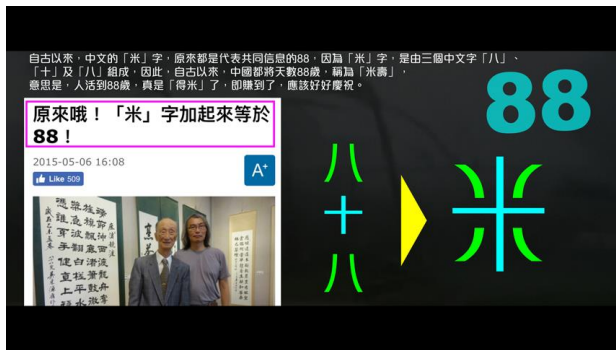 自古以來，中文的「米」字，原來都是代表共同信息的88，因為「米」字，是由三個中文字「八」、
「十」及「八」組成，因此，自古以來，中國都將天數88歲，稱為「米壽」，
意思是，人活到88歲，真是「得米」了，即賺到了，應該好好慶祝。
88
原來哦！「米」字加起來等於
88！
2015-05-06 16:08
Like 509
A+
八
十
八
米